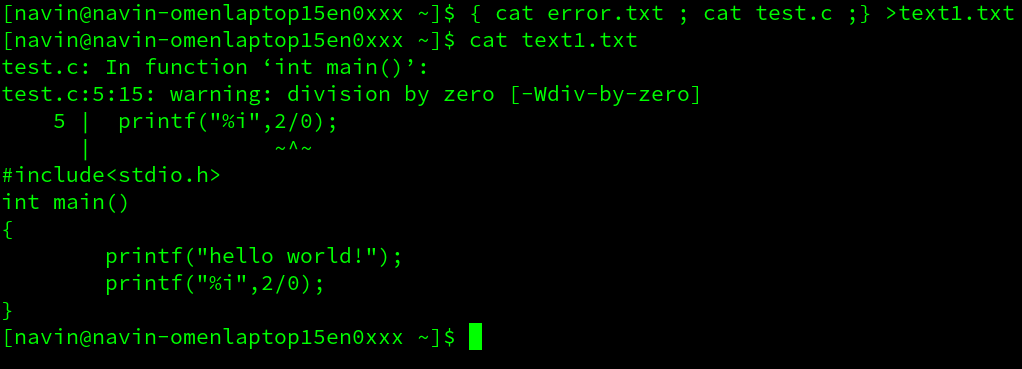 [navin@navin-omenlaptop15en0xxx ~]$ { cat error.txt ; cat test.c ;} >text1.txt
[navin@navin-omenlaptop15en0xxx ~]$ cat text1.txt
test.c: In function ‘int main()’:
test.c:5:15: warning: division by zero [-Wdiv-by-zero]
    5 |  printf("%i",2/0);
      |              ~^~
#include<stdio.h>
int main()
{
        printf("hello world!");
        printf("%i",2/0);
}
[navin@navin-omenlaptop15en0xxx ~]$